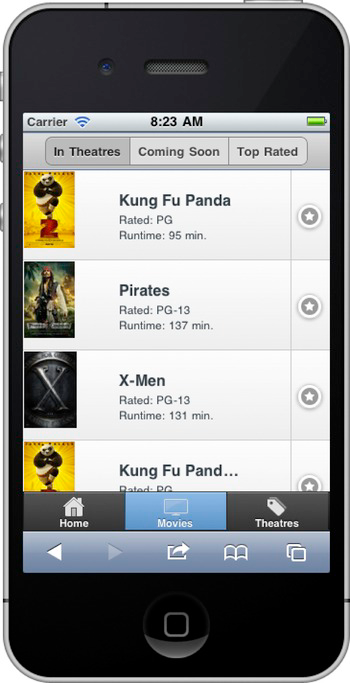 Carrier 8:23 AM
In Theatres Coming Soon Top Rated
Kung Fu Panda
Rated: PG
Runtime: 95 min.
2
Pirates
Rated: PG-13
Runtime: 137 min.
X-Men
Rated: PG-13
Runtime: 131 min.
Kung Fu Pand...
Rated: PG
Home Movies Theatres